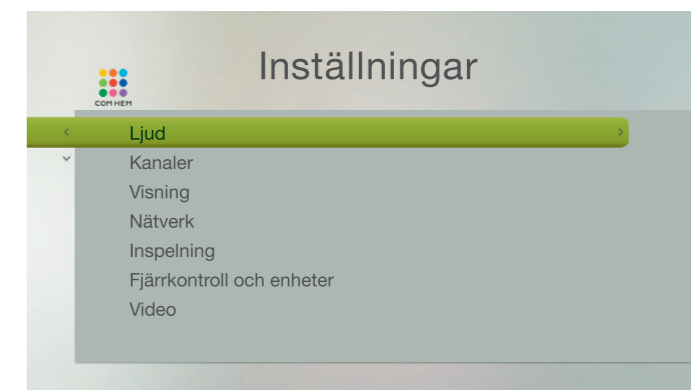 Inställningar
COM HEM
Ljud
Kanaler
Visning
Nätverk
Inspelning
Fjärrkontroll och enheter
Video